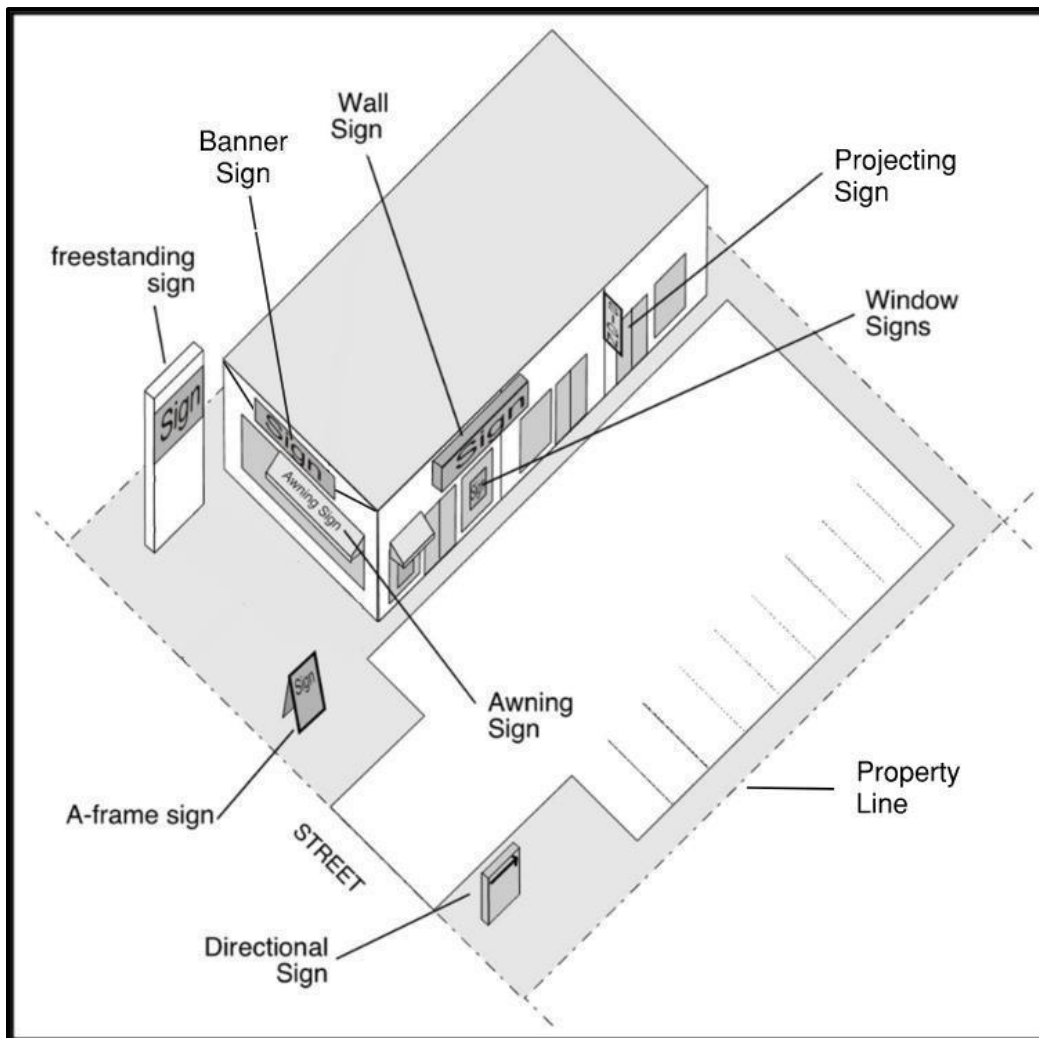 Wall
Sign
Banner
Sign
Projecting
Sign
freestanding
sign
Window
Signs
Sign
Sign
Sign
Sign
Awning Sign
Sign
Awning
Sign
A-frame sign
Property
Line
STREET
Directional
Sign